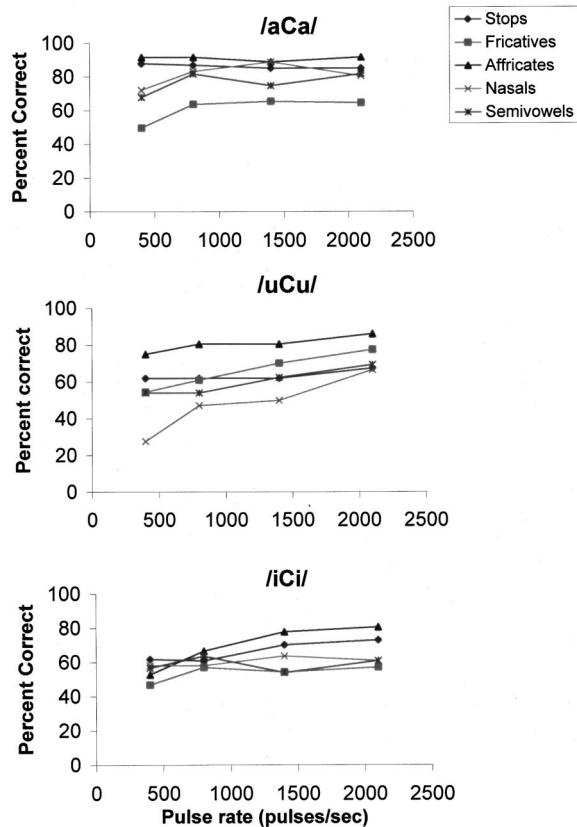 /aCa/
Stops
Fricatives
Affricates
Nasals
Semivowels
Percent Correct
100
80
60
40
20
0
0 500 1000 1500 2000 2500
/uCu/
Percent correct
100
80
60
40
20
0
0 500 1000 1500 2000 2500
/iCi/
Percent Correct
100
80
60
40
20
0
0 500 1000 1500 2000 2500
Pulse rate (pulses/sec)